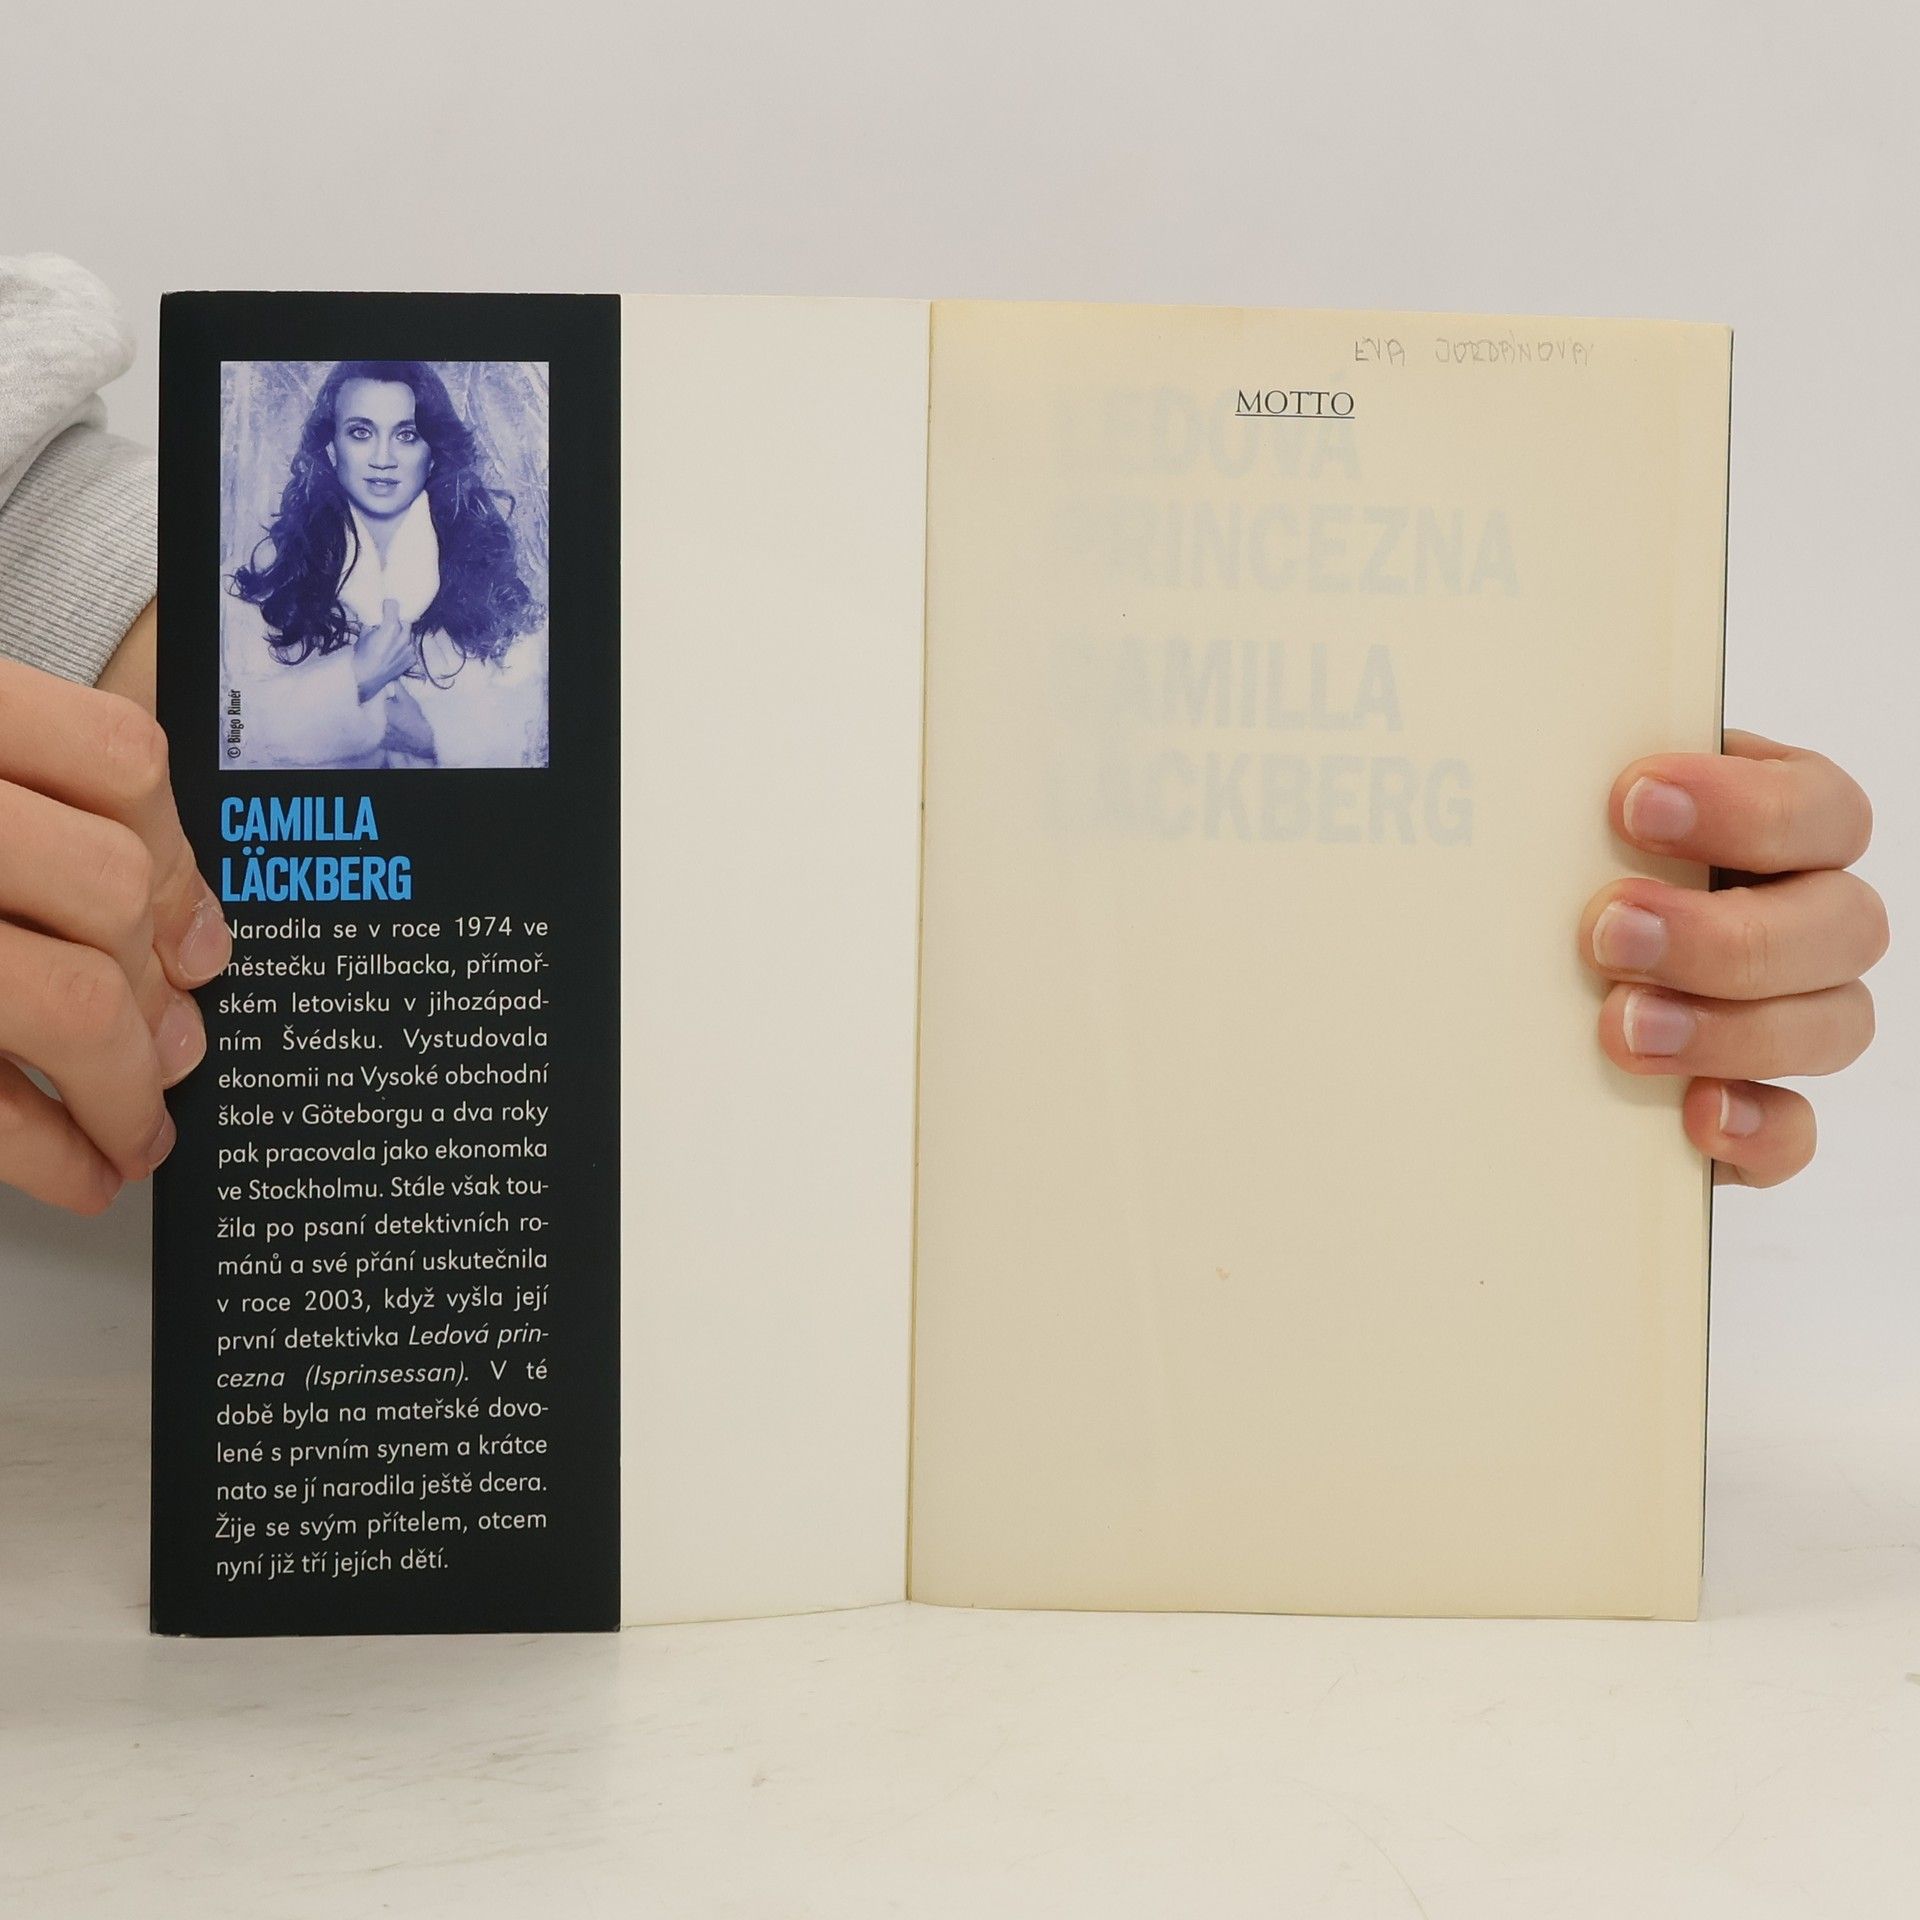 © Bingo Rimér
CAMILLA
LÄCKBERG
Narodila se v roce 1974 ve
městečku Fjällbacka, přímoř-
ském letovisku v jihozápad-
ním Švédsku. Vystudovala
ekonomii na Vysoké obchodní
škole v Göteborgu a dva roky
pak pracovala jako ekonomka
ve Stockholmu. Stále však tou-
žila po psaní detektivních ro-
mánů a své přání uskutečnila
v roce 2003, když vyšla její
první detektivka Ledová prin-
cezna (Isprinsessan). V té
době byla na mateřské dovo-
lené s prvním synem a krátce
nato se jí narodila ještě dcera.
Žije se svým přítelem, otcem
nyní již tří jejích dětí.
EVA JORDÁNOVÁ
MOTTO
LEDOVÁ
PRINCEZNA
CAMILLA
LÄCKBERG